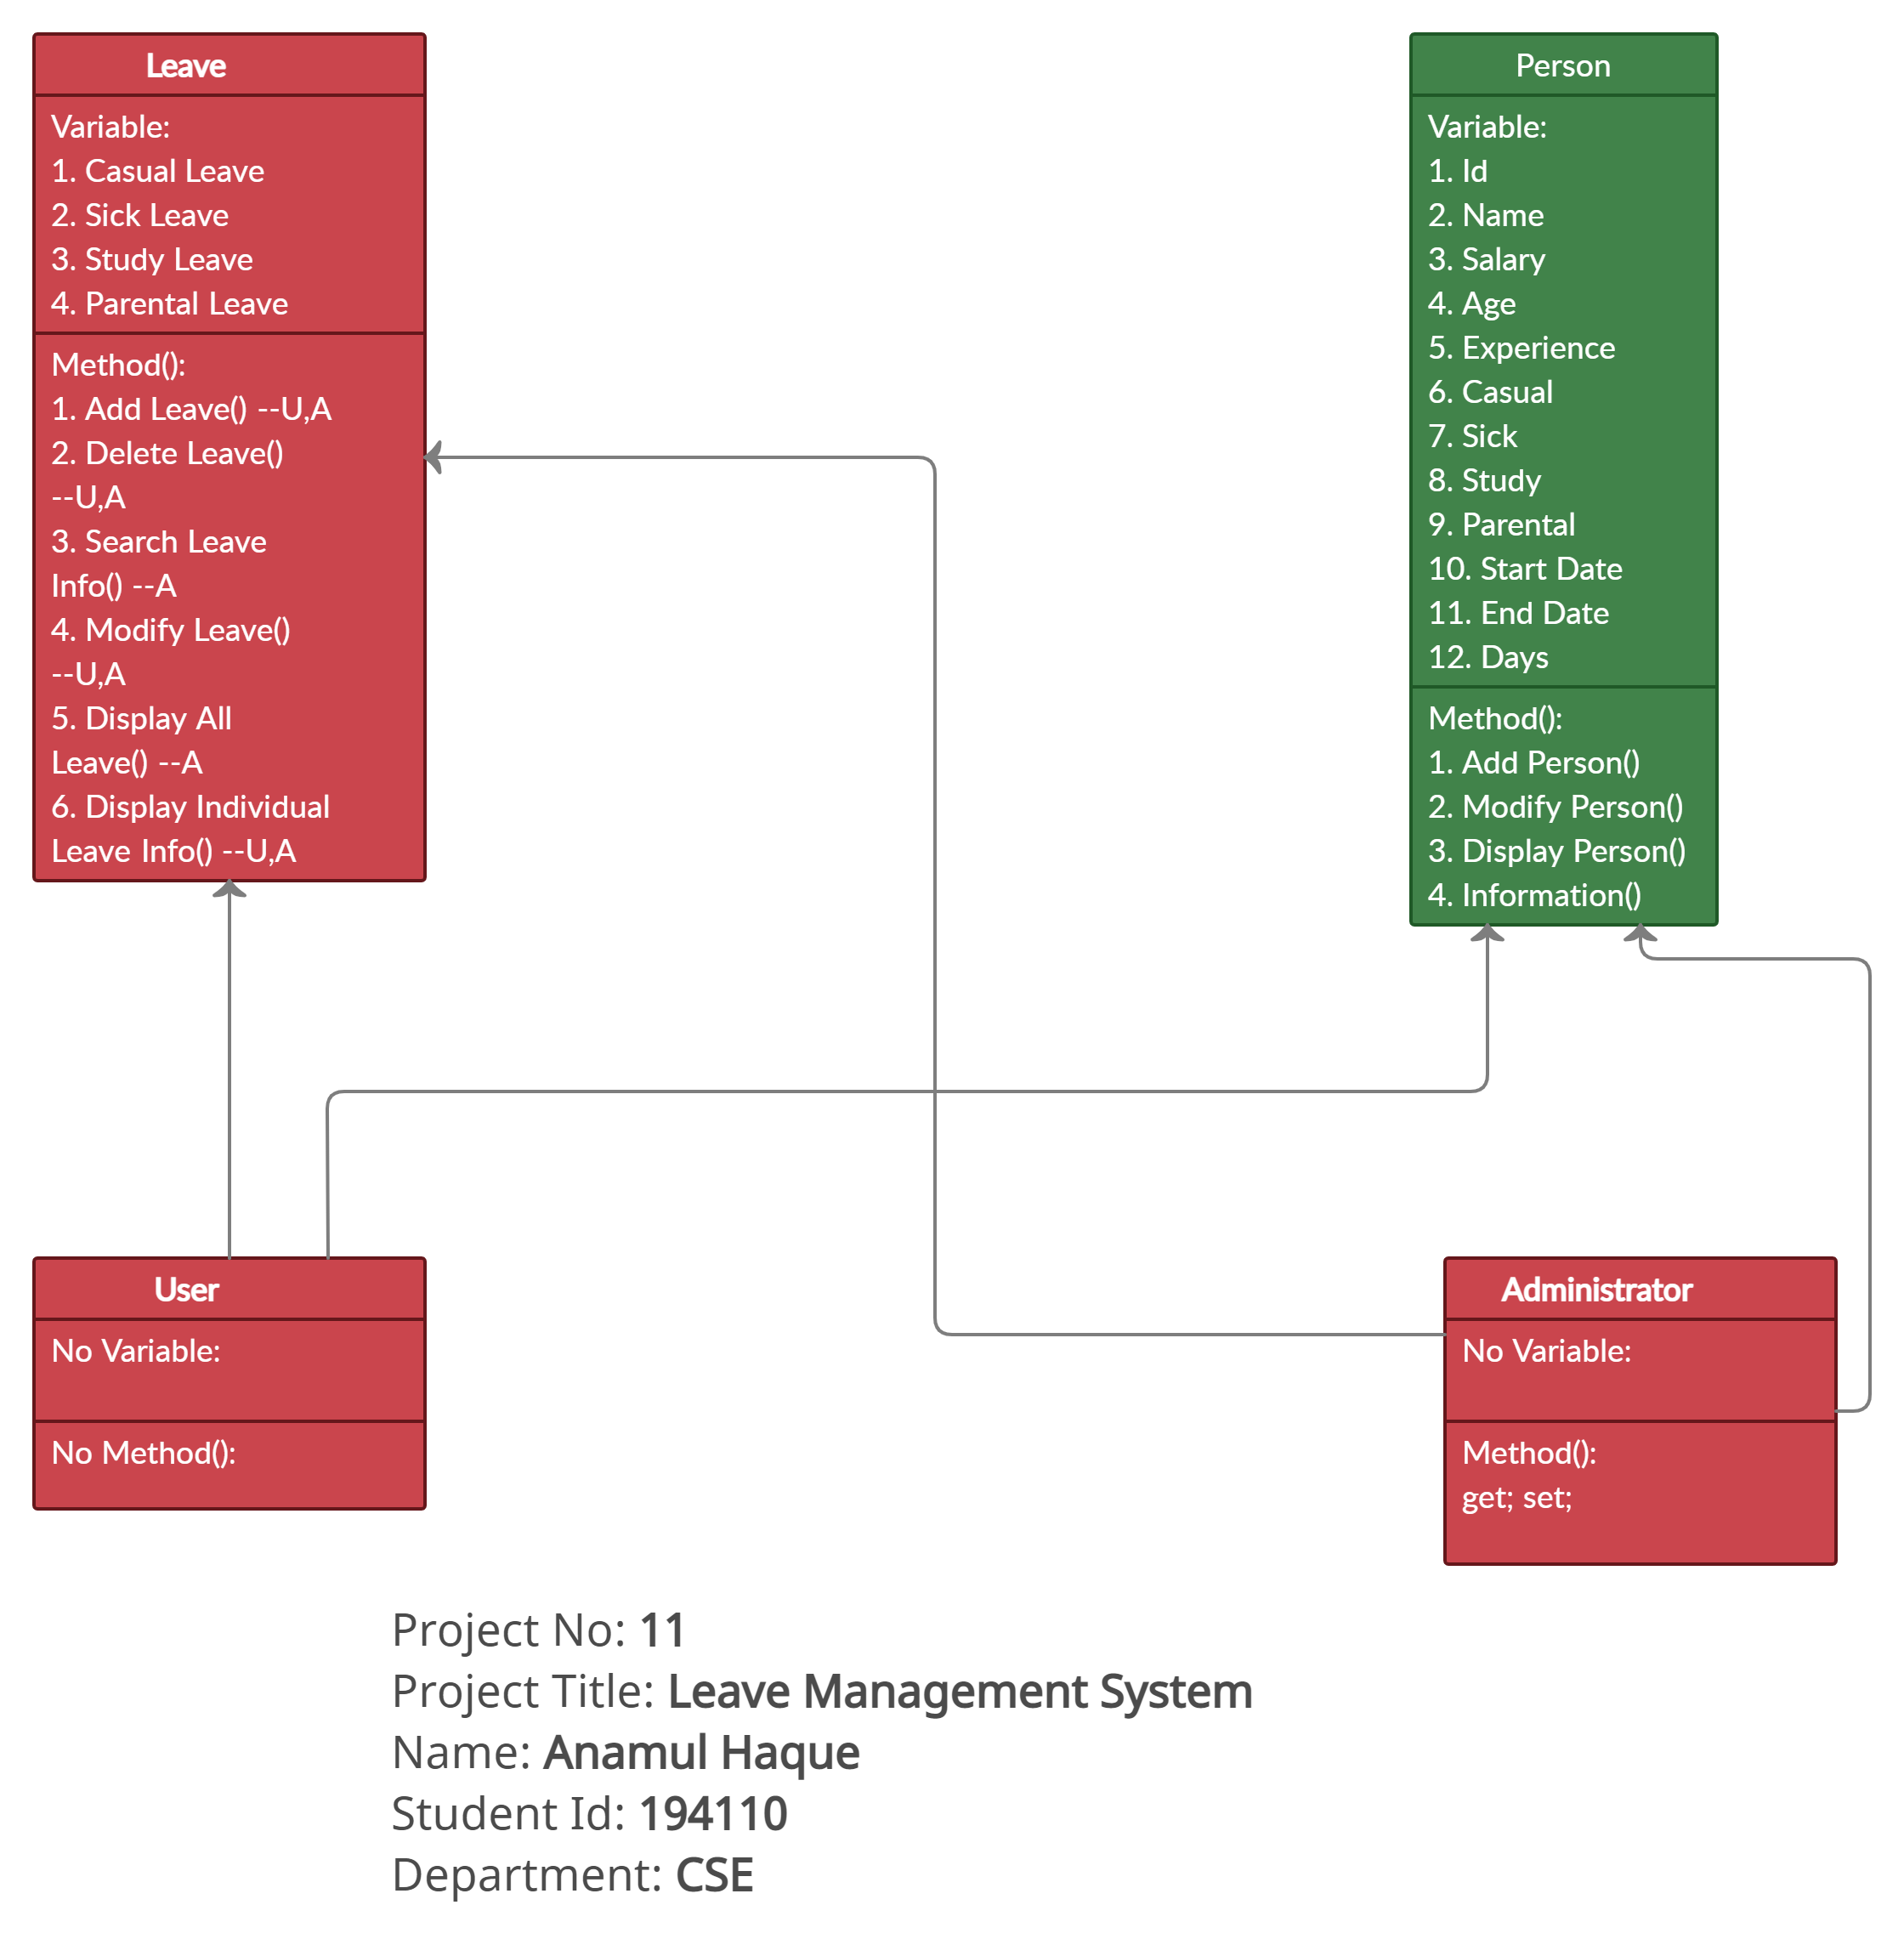 Leave
Variable:
1. Casual Leave
2. Sick Leave
3. Study Leave
4. Parental Leave
Method():
1. Add Leave() --U,A
2. Delete Leave()
--U,A
3. Search Leave
Info() --A
4. Modify Leave()
--U,A
5. Display All
Leave() --A
6. Display Individual
Leave Info() --U,A
Person
Variable:
1. Id
2. Name
3. Salary
4. Age
5. Experience
6. Casual
7. Sick
8. Study
9. Parental
10. Start Date
11. End Date
12. Days
Method():
1. Add Person()
2. Modify Person()
3. Display Person()
4. Information()
User
No Variable:
No Method():
Administrator
No Variable:
Method():
get; set;
Project No: 11
Project Title: Leave Management System
Name: Anamul Haque
Student Id: 194110
Department: CSE